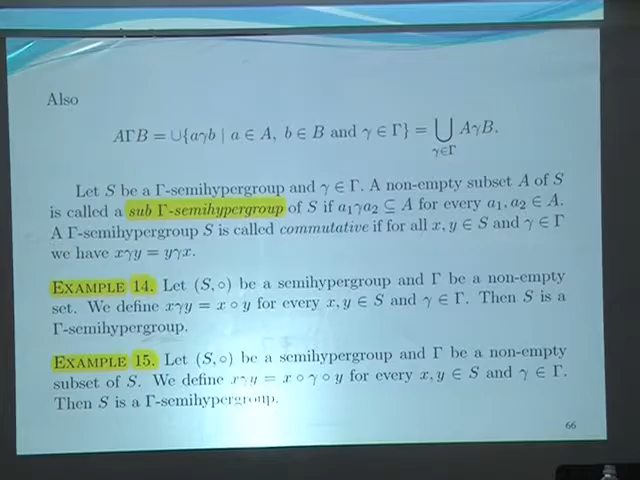 Also
AΓB = ∪{aγb | a ∈ A, b ∈ B and γ ∈ Γ} = ⋃ AγB.
γ∈Γ
Let S be a Γ-semihypergroup and γ ∈ Γ. A non-empty subset A of S
is called a sub Γ-semihypergroup of S if a₁γa₂ ⊆ A for every a₁, a₂ ∈ A.
A Γ-semihypergroup S is called commutative if for all x, y ∈ S and γ ∈ Γ
we have xγy = yγx.
EXAMPLE 14. Let (S, ∘) be a semihypergroup and Γ be a non-empty
set. We define xγy = x ∘ y for every x, y ∈ S and γ ∈ Γ. Then S is a
Γ-semihypergroup.
EXAMPLE 15. Let (S, ∘) be a semihypergroup and Γ be a non-empty
subset of S. We define xγy = x ∘ γ ∘ y for every x, y ∈ S and γ ∈ Γ.
Then S is a Γ-semihypergroup.
66